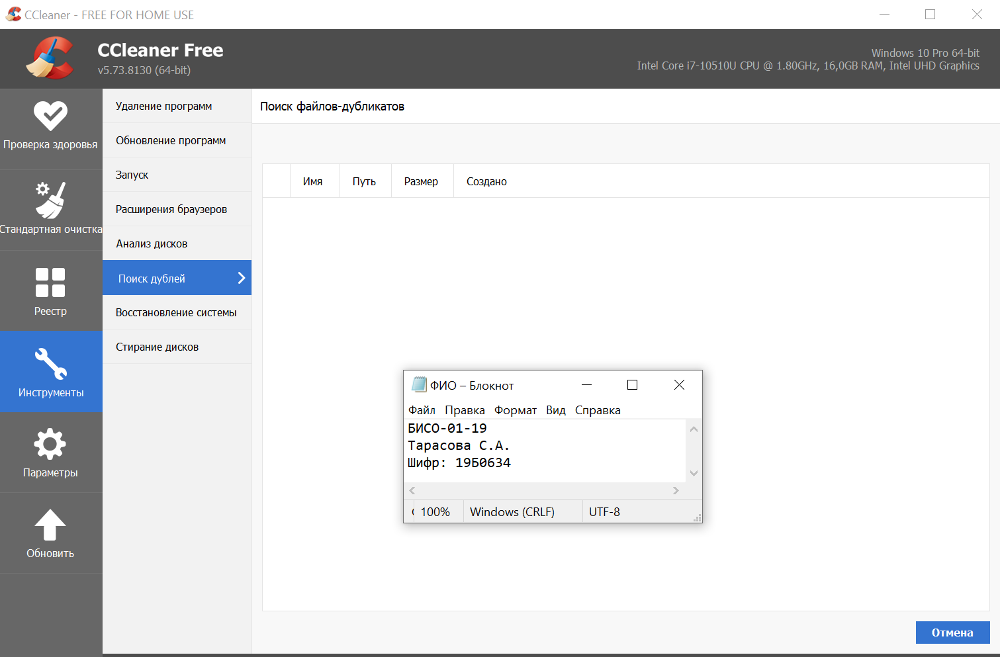 CCleaner - FREE FOR HOME USE
CCleaner Free
v5.73.8130 (64-bit)
Windows 10 Pro 64-bit
Intel Core i7-10510U CPU @ 1.80GHz, 16,0GB RAM, Intel UHD Graphics
Проверка здоровья
Стандартная очистка
Реестр
Инструменты
Параметры
Обновить
Удаление программ
Обновление программ
Запуск
Расширения браузеров
Анализ дисков
Поиск дублей
Восстановление системы
Стирание дисков
Поиск файлов-дубликатов
Имя Путь Размер Создано
ФИО – Блокнот
Файл Правка Формат Вид Справка
БИСО-01-19
Тарасова С.А.
Шифр: 19Б0634
100% Windows (CRLF) UTF-8
Отмена